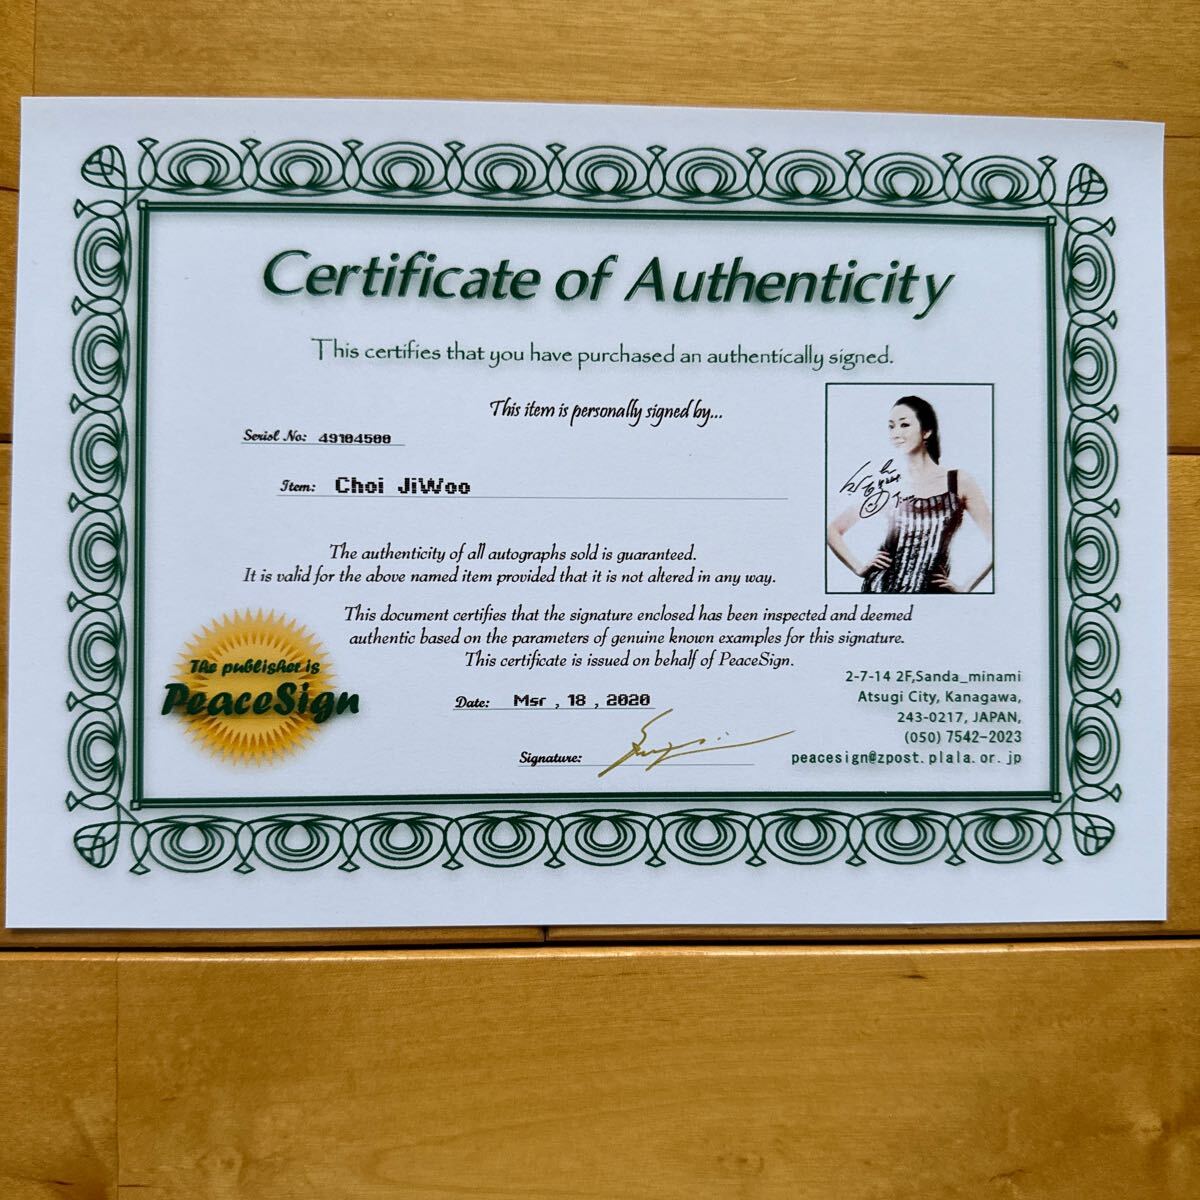 Certificate of Authenticity
This certifies that you have purchased an authentically signed.
This item is personally signed by...
Serisl No: 49104500
Item: Choi JiWoo
The authenticity of all autographs sold is guaranteed.
It is valid for the above named item provided that it is not altered in any way.
This document certifies that the signature enclosed has been inspected and deemed
authentic based on the parameters of genuine known examples for this signature.
This certificate is issued on behalf of PeaceSign.
The publisher is
PeaceSign
Date: Msr , 18 , 2020
Signature:
2-7-14 2F,Sanda_minami
Atsugi City, Kanagawa,
243-0217, JAPAN,
(050) 7542-2023
peacesign@zpost.plala.or.jp